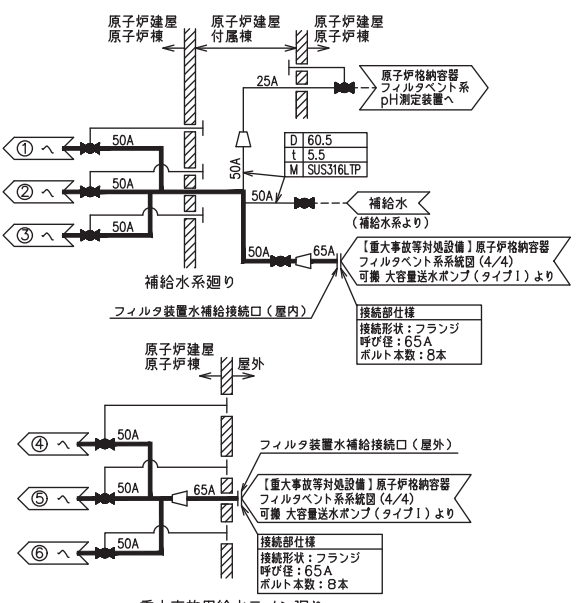 原子炉建屋
原子炉棟
原子炉建屋
付属棟
原子炉建屋
原子炉棟
25A
原子炉格納容器
フィルタベント系
pH測定装置へ
① へ
50A
50A
D 60.5
t 5.5
M SUS316LTP
② へ
50A
50A
補給水
(補給水系より)
③ へ
50A
50A
65A
【重大事故等対処設備】原子炉格納容器
フィルタベント系系統図(4/4)
可搬 大容量送水ポンプ(タイプI)より
補給水系廻り
フィルタ装置水補給接続口(屋内)
接続部仕様
接続形状:フランジ
呼び径:65A
ボルト本数:8本
原子炉建屋
原子炉棟
屋外
④ へ
50A
フィルタ装置水補給接続口(屋外)
⑤ へ
50A
65A
【重大事故等対処設備】原子炉格納容器
フィルタベント系系統図(4/4)
可搬 大容量送水ポンプ(タイプI)より
⑥ へ
50A
接続部仕様
接続形状:フランジ
呼び径:65A
ボルト本数:8本